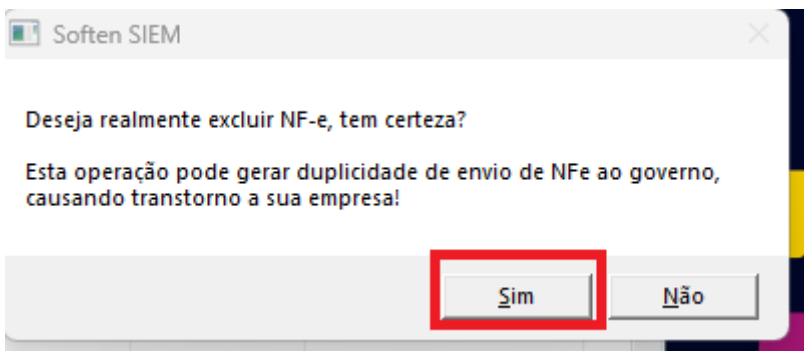 Soften SIEM
Deseja realmente excluir NF-e, tem certeza?
Esta operação pode gerar duplicidade de envio de NFe ao governo,
causando transtorno a sua empresa!
Sim
Não